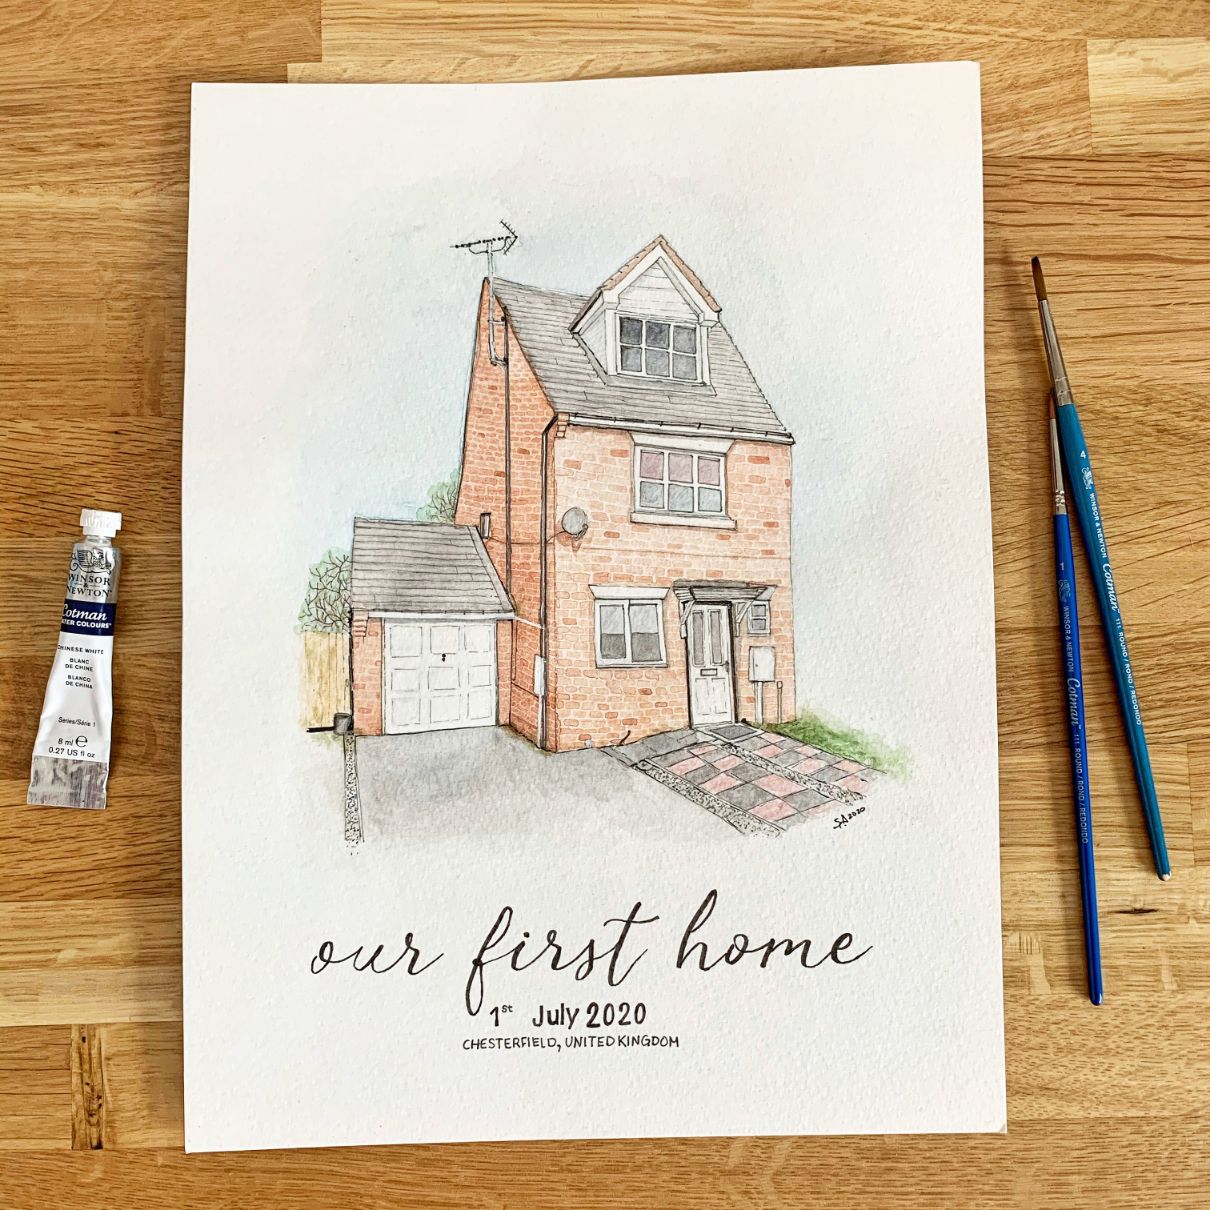 SA 2020
our first home
1st July 2020
CHESTERFIELD, UNITED KINGDOM
WINSOR
&
NEWTON
Cotman
WATER COLOURS
CHINESE WHITE
BLANC
DE CHINE
BLANCO
DE CHINA
Series/Série 1
8 ml ℮
0.27 US fl oz
4 WINSOR & NEWTON Cotman 111 ROUND / ROND / REDONDO
1 WINSOR & NEWTON Cotman 111 ROUND / ROND / REDONDO